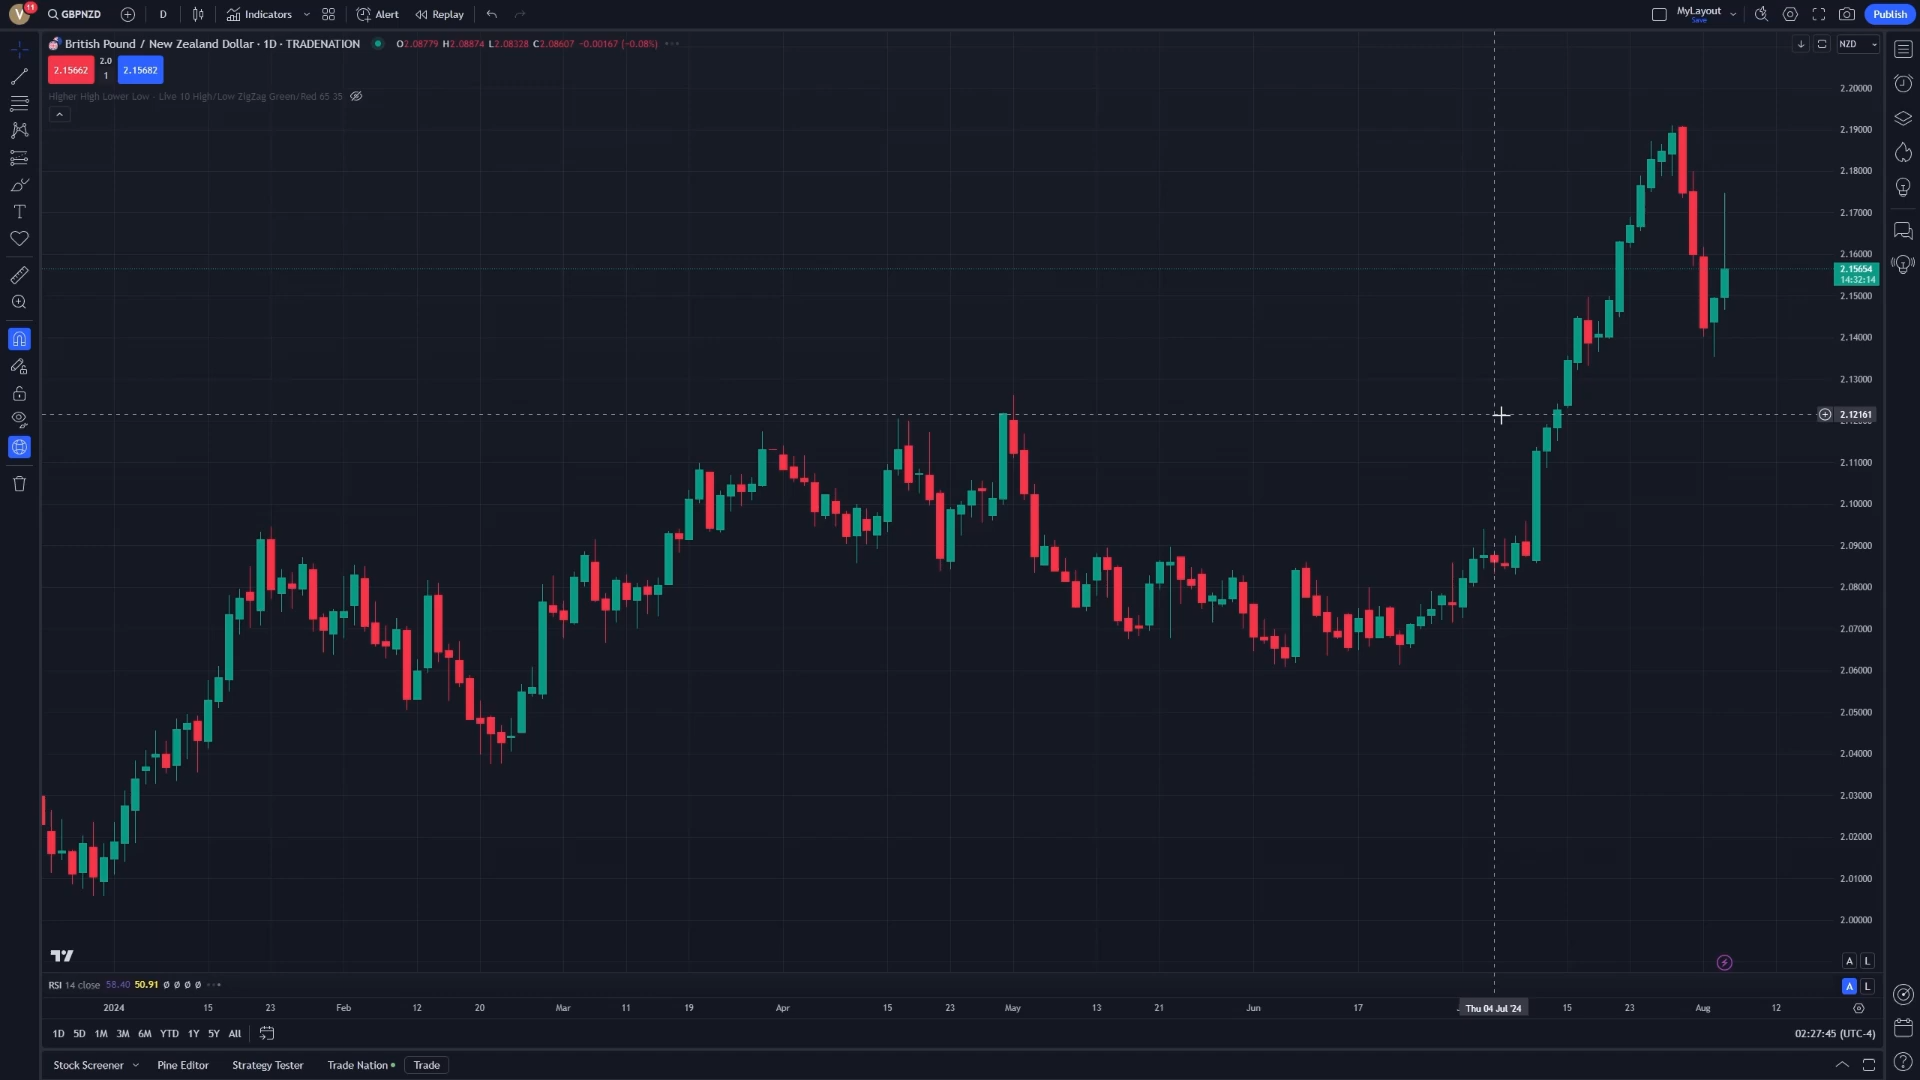 V 11 GBPNZD D Indicators Alert Replay MyLayout Save Publish
British Pound / New Zealand Dollar · 1D · TRADENATION O2.08779 H2.08874 L2.08328 C2.08607 -0.00167 (-0.08%) NZD
2.15662 2.0 1 2.15682
Higher High Lower Low - Live 10 High/Low ZigZag Green/Red 65 35
2.20000
2.19000
2.18000
2.17000
2.16000
2.15654
14:32:14
2.15000
2.14000
2.13000
2.12161
2.11000
2.10000
2.09000
2.08000
2.07000
2.06000
2.05000
2.04000
2.03000
2.02000
2.01000
2.00000
A L
RSI 14 close 58.40 50.91 Ø Ø Ø Ø A L
2024 15 23 Feb 12 20 Mar 11 19 Apr 15 23 May 13 21 Jun 17 Thu 04 Jul '24 15 23 Aug 12
1D 5D 1M 3M 6M YTD 1Y 5Y All 02:27:45 (UTC-4)
Stock Screener Pine Editor Strategy Tester Trade Nation Trade